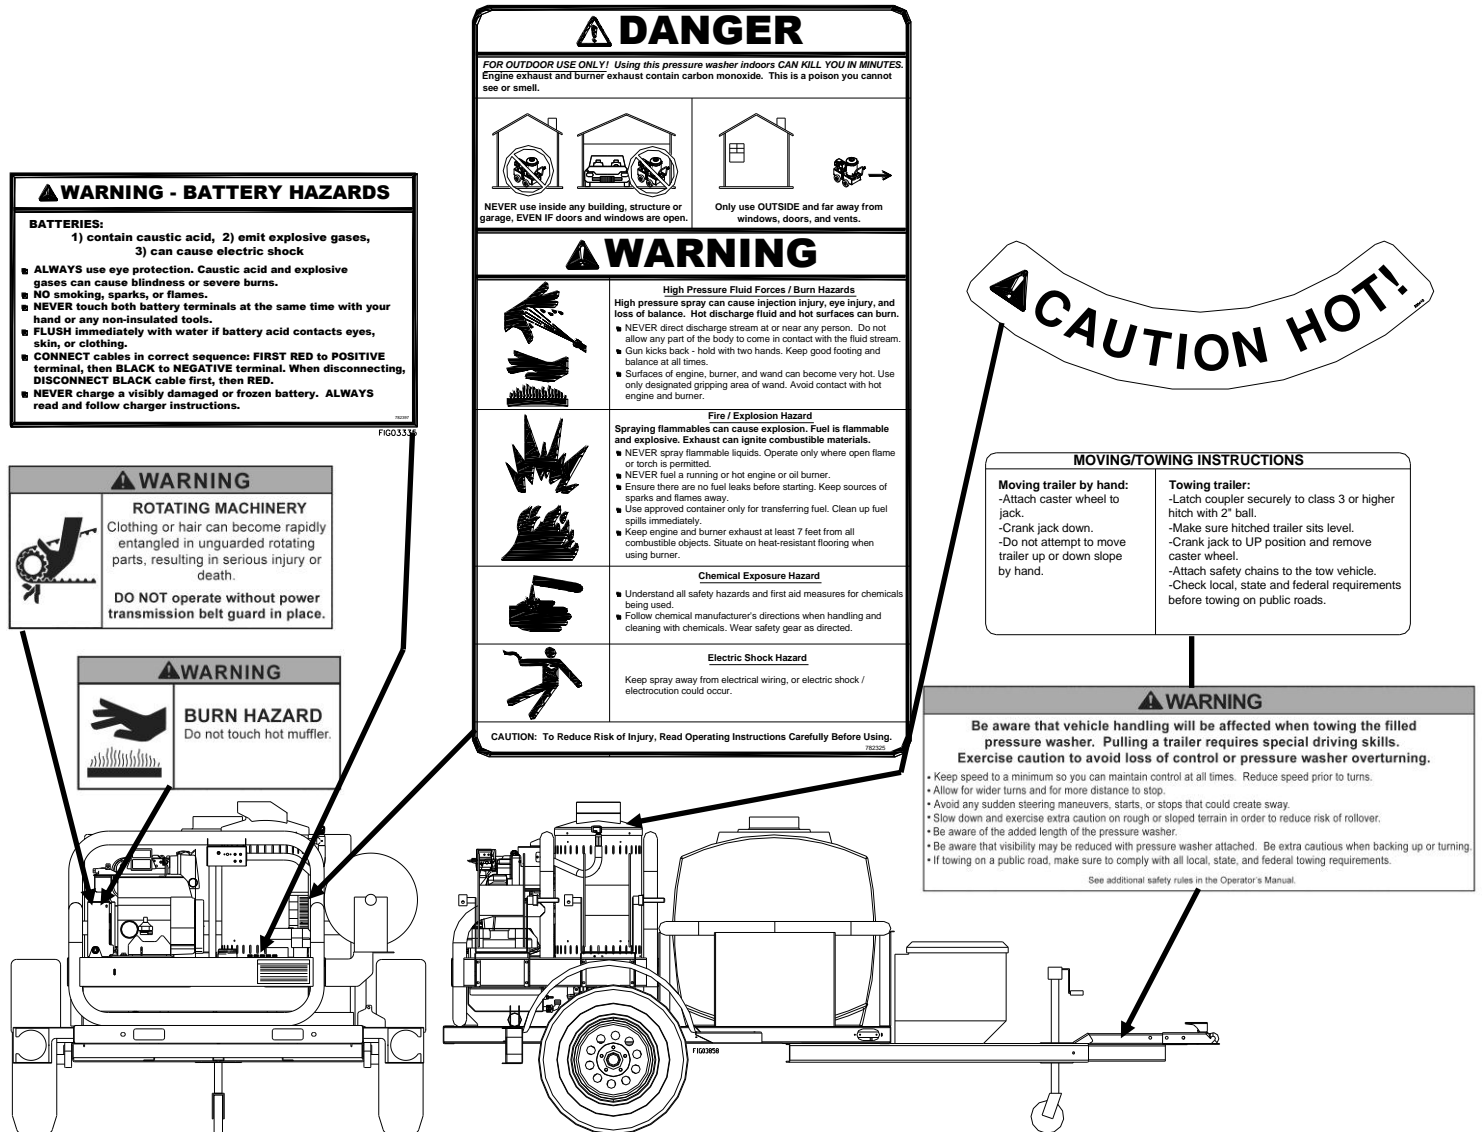 DANGER
FOR OUTDOOR USE ONLY! Using this pressure washer indoors CAN KILL YOU IN MINUTES.
Engine exhaust and burner exhaust contain carbon monoxide. This is a poison you cannot
see or smell.
NEVER use inside any building, structure or
garage, EVEN IF doors and windows are open.
Only use OUTSIDE and far away from
windows, doors, and vents.
WARNING
High Pressure Fluid Forces / Burn Hazards
High pressure spray can cause injection injury, eye injury, and
loss of balance. Hot discharge fluid and hot surfaces can burn.
NEVER direct discharge stream at or near any person. Do not
allow any part of the body to come in contact with the fluid stream.
Gun kicks back - hold with two hands. Keep good footing and
balance at all times.
Surfaces of engine, burner, and wand can become very hot. Use
only designated gripping area of wand. Avoid contact with hot
engine and burner.
Fire / Explosion Hazard
Spraying flammables can cause explosion. Fuel is flammable
and explosive. Exhaust can ignite combustible materials.
NEVER spray flammable liquids. Operate only where open flame
or torch is permitted.
NEVER fuel a running or hot engine or oil burner.
Ensure there are no fuel leaks before starting. Keep sources of
sparks and flames away.
Use approved container only for transferring fuel. Clean up fuel
spills immediately.
Keep engine and burner exhaust at least 7 feet from all
combustible objects. Situate on heat-resistant flooring when
using burner.
Chemical Exposure Hazard
Understand all safety hazards and first aid measures for chemicals
being used.
Follow chemical manufacturer's directions when handling and
cleaning with chemicals. Wear safety gear as directed.
Electric Shock Hazard
Keep spray away from electrical wiring, or electric shock /
electrocution could occur.
CAUTION: To Reduce Risk of Injury, Read Operating Instructions Carefully Before Using.
782325
WARNING - BATTERY HAZARDS
BATTERIES:
1) contain caustic acid, 2) emit explosive gases,
3) can cause electric shock
ALWAYS use eye protection. Caustic acid and explosive
gases can cause blindness or severe burns.
NO smoking, sparks, or flames.
NEVER touch both battery terminals at the same time with your
hand or any non-insulated tools.
FLUSH immediately with water if battery acid contacts eyes,
skin, or clothing.
CONNECT cables in correct sequence: FIRST RED to POSITIVE
terminal, then BLACK to NEGATIVE terminal. When disconnecting,
DISCONNECT BLACK cable first, then RED.
NEVER charge a visibly damaged or frozen battery. ALWAYS
read and follow charger instructions.
WARNING
ROTATING MACHINERY
Clothing or hair can become rapidly
entangled in unguarded rotating
parts, resulting in serious injury or
death.
DO NOT operate without power
transmission belt guard in place.
WARNING
BURN HAZARD
Do not touch hot muffler.
CAUTION HOT!
MOVING/TOWING INSTRUCTIONS
Moving trailer by hand:
-Attach caster wheel to
jack.
-Crank jack down.
-Do not attempt to move
trailer up or down slope
by hand.
Towing trailer:
-Latch coupler securely to class 3 or higher
hitch with 2" ball.
-Make sure hitched trailer sits level.
-Crank jack to UP position and remove
caster wheel.
-Attach safety chains to the tow vehicle.
-Check local, state and federal requirements
before towing on public roads.
WARNING
Be aware that vehicle handling will be affected when towing the filled
pressure washer. Pulling a trailer requires special driving skills.
Exercise caution to avoid loss of control or pressure washer overturning.
• Keep speed to a minimum so you can maintain control at all times. Reduce speed prior to turns.
• Allow for wider turns and for more distance to stop.
• Avoid any sudden steering maneuvers, starts, or stops that could create sway.
• Slow down and exercise extra caution on rough or sloped terrain in order to reduce risk of rollover.
• Be aware of the added length of the pressure washer.
• Be aware that visibility may be reduced with pressure washer attached. Be extra cautious when backing up or turning.
• If towing on a public road, make sure to comply with all local, state, and federal towing requirements.
See additional safety rules in the Operator's Manual.
FIG03858